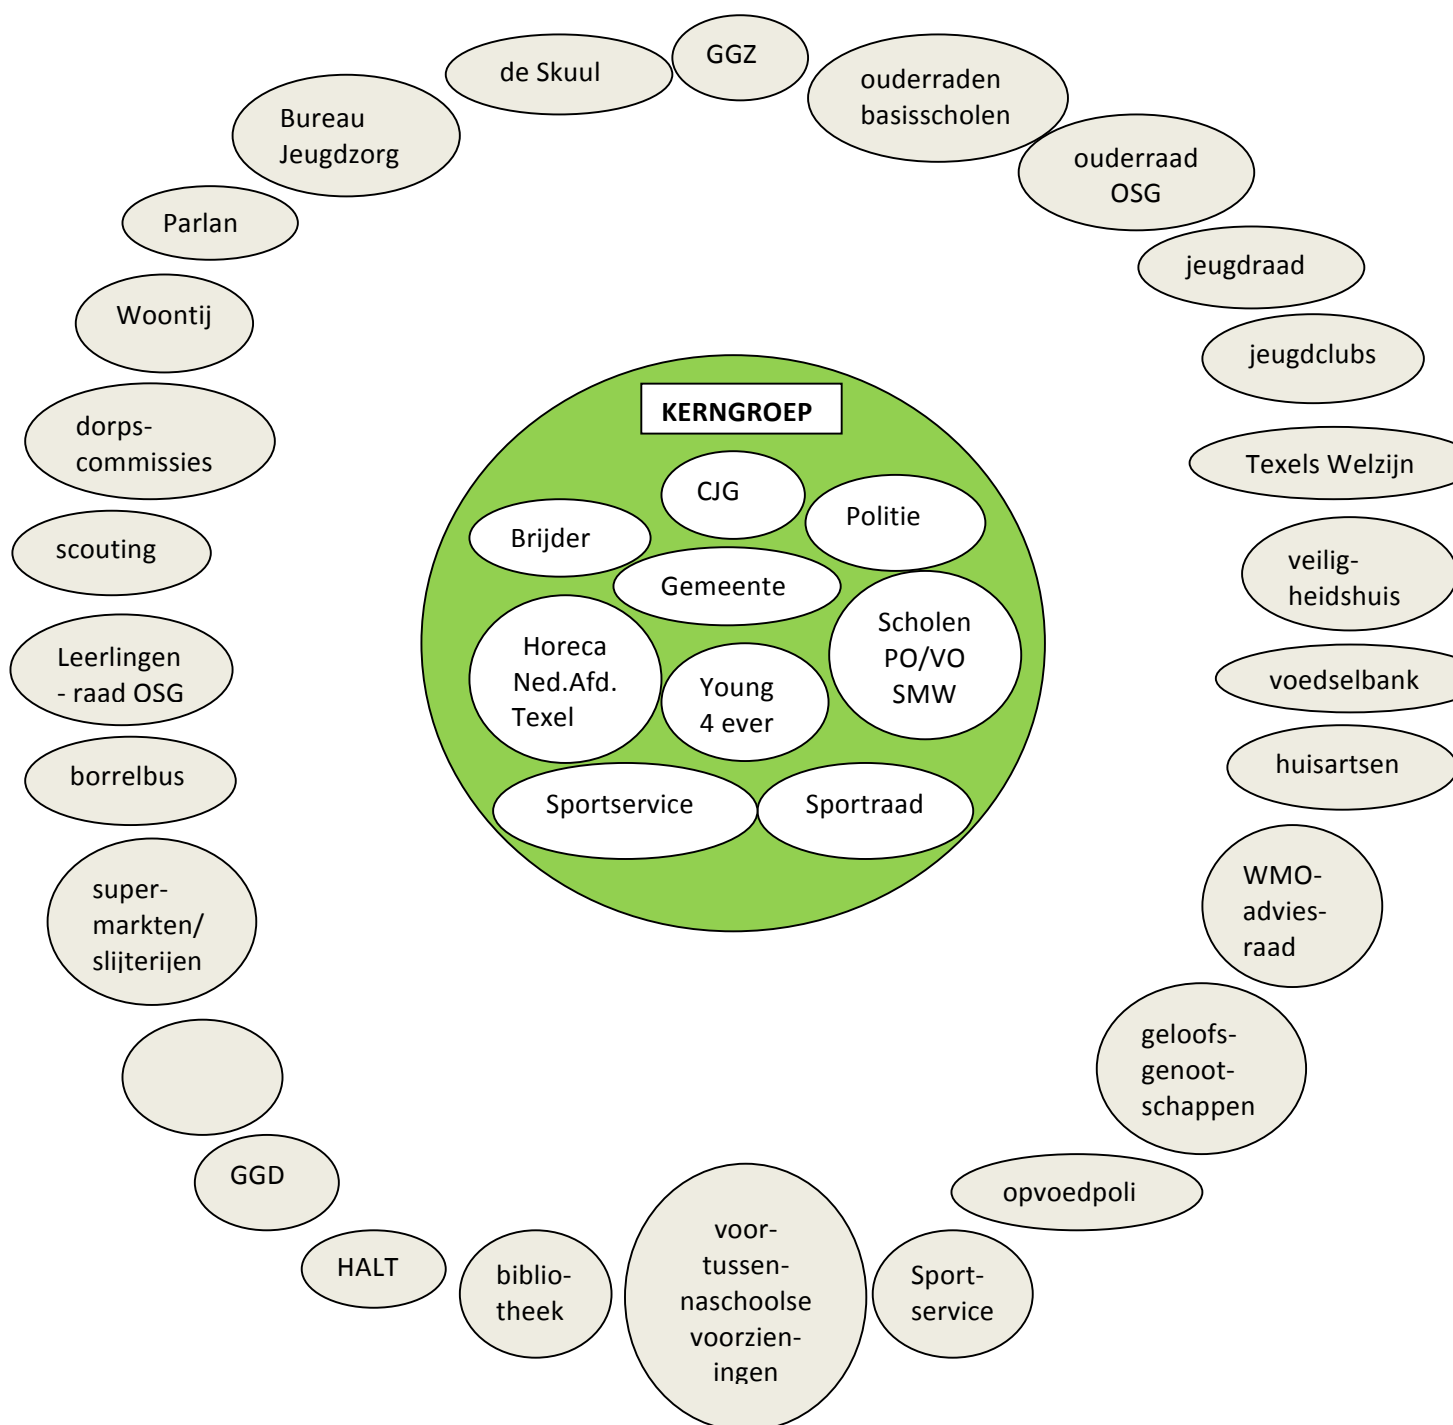 GGZ
de Skuul
ouderraden
basisscholen
Bureau
Jeugdzorg
ouderraad
OSG
Parlan
jeugdraad
Woontij
jeugdclubs
KERNGROEP
dorps-
commissies
Texels Welzijn
CJG
Politie
Brijder
scouting
veilig-
heidshuis
Gemeente
Scholen
PO/VO
SMW
Horeca
Ned.Afd.
Texel
Young
4 ever
Leerlingen
- raad OSG
voedselbank
borrelbus
huisartsen
Sportservice
Sportraad
super-
markten/
slijterijen
WMO-
advies-
raad
geloofs-
genoot-
schappen
GGD
opvoedpoli
HALT
biblio-
theek
voor-
tussen-
naschoolse
voorzien-
ingen
Sport-
service